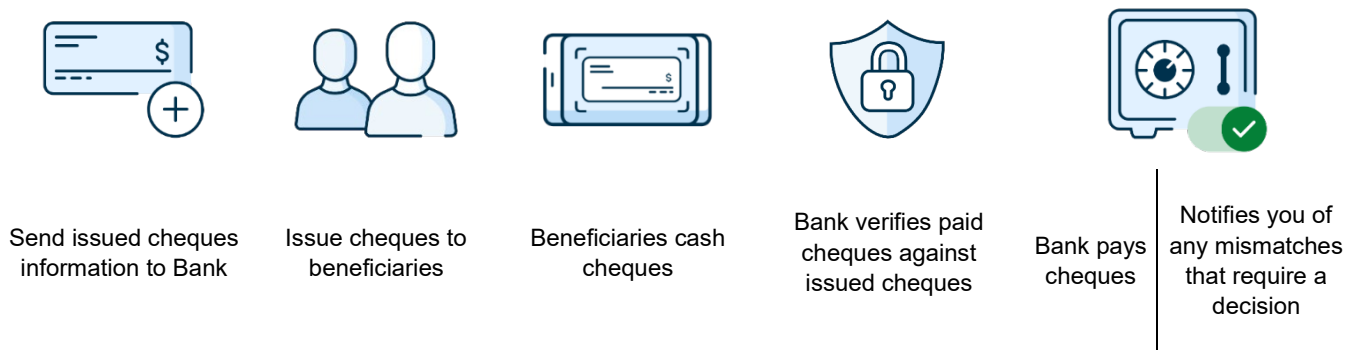 $
$
Send issued cheques
information to Bank
Issue cheques to
beneficiaries
Beneficiaries cash
cheques
Bank verifies paid
cheques against
issued cheques
Bank pays
cheques
Notifies you of
any mismatches
that require a
decision